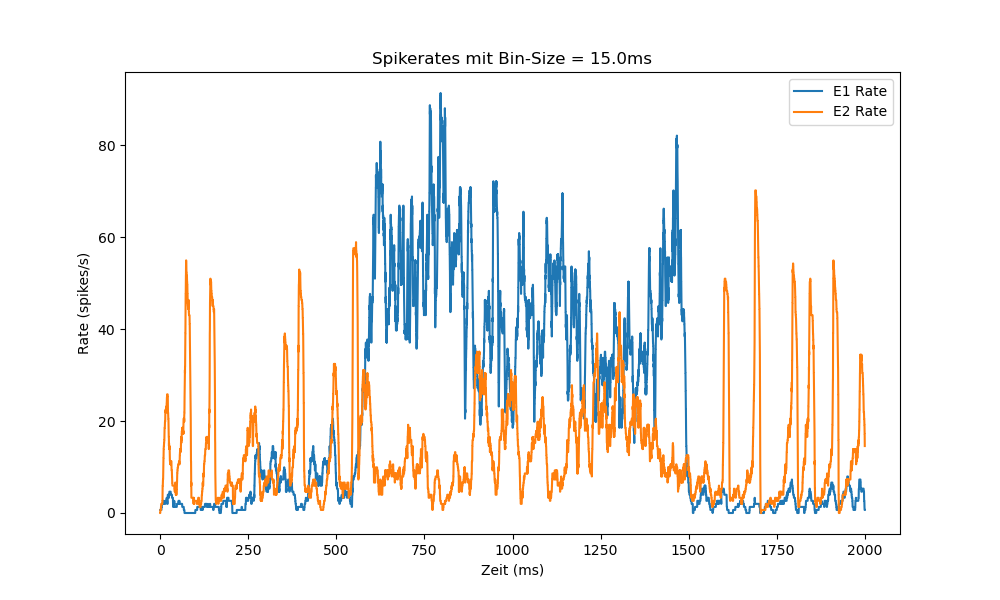 Spikerates mit Bin-Size = 15.0ms
E1 Rate
E2 Rate
Rate (spikes/s)
80
60
40
20
0
0 250 500 750 1000 1250 1500 1750 2000
Zeit (ms)